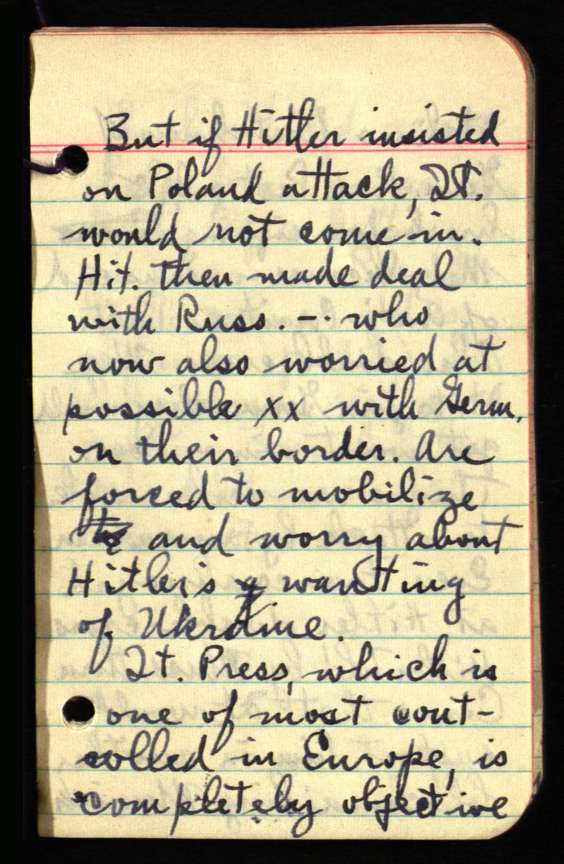 But if Hitler insisted
on Poland attack, It.
would not come in.
Hit. then made deal
with Russ. - . who
now also worried at
possible xx with Germ.
on their border. Are
forced to mobilize
and worry about
Hitler's wanting
of Ukraine.
It. Press, which is
one of most cont-
rolled in Europe, is
completely objective